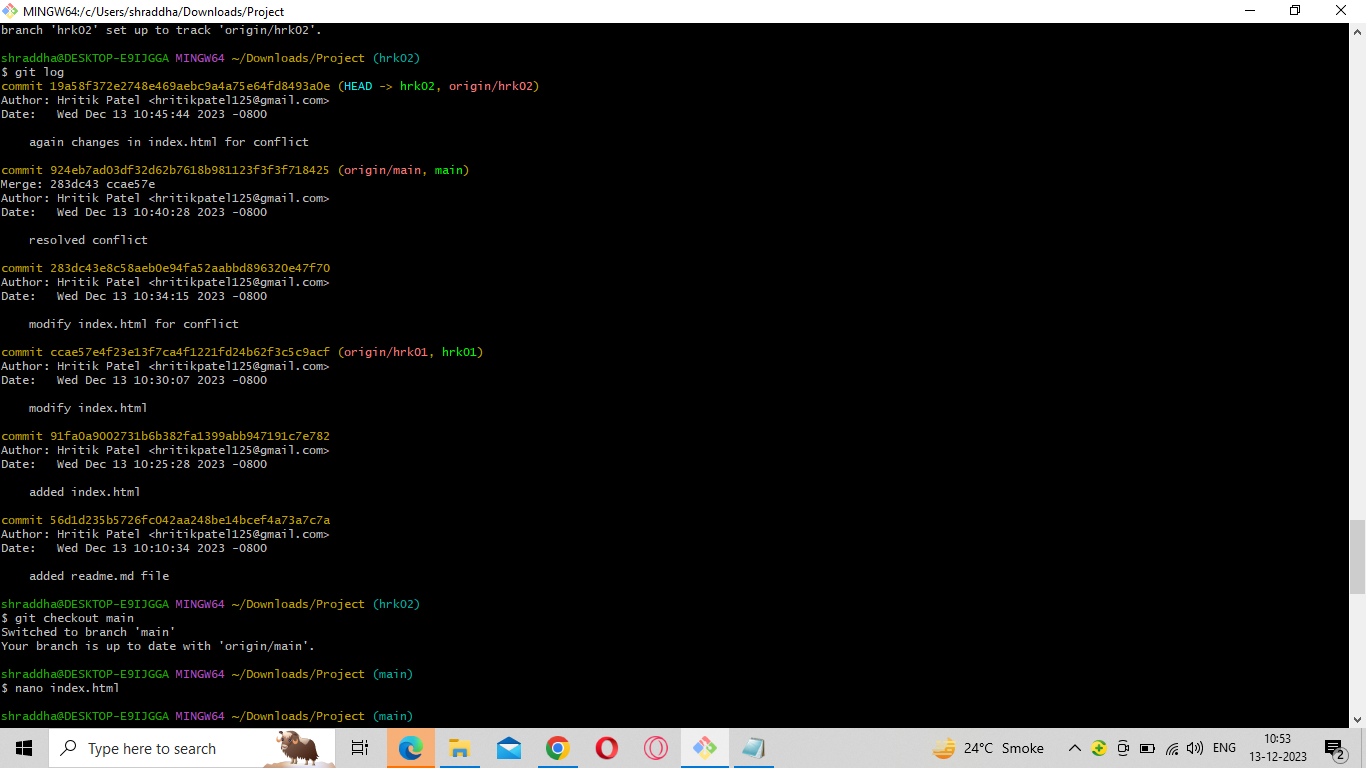 MINGW64:/c/Users/shraddha/Downloads/Project
branch 'hrk02' set up to track 'origin/hrk02'.
shraddha@DESKTOP-E9IJGGA MINGW64 ~/Downloads/Project (hrk02)
$ git log
commit 19a58f372e2748e469aebc9a4a75e64fd8493a0e (HEAD -> hrk02, origin/hrk02)
Author: Hritik Patel <hritikpatel125@gmail.com>
Date:   Wed Dec 13 10:45:44 2023 -0800
again changes in index.html for conflict
commit 924eb7ad03df32d62b7618b981123f3f3f718425 (origin/main, main)
Merge: 283dc43 ccae57e
Author: Hritik Patel <hritikpatel125@gmail.com>
Date:   Wed Dec 13 10:40:28 2023 -0800
resolved conflict
commit 283dc43e8c58aeb0e94fa52aabbd896320e47f70
Author: Hritik Patel <hritikpatel125@gmail.com>
Date:   Wed Dec 13 10:34:15 2023 -0800
modify index.html for conflict
commit ccae57e4f23e13f7ca4f1221fd24b62f3c5c9acf (origin/hrk01, hrk01)
Author: Hritik Patel <hritikpatel125@gmail.com>
Date:   Wed Dec 13 10:30:07 2023 -0800
modify index.html
commit 91fa0a9002731b6b382fa1399abb947191c7e782
Author: Hritik Patel <hritikpatel125@gmail.com>
Date:   Wed Dec 13 10:25:28 2023 -0800
added index.html
commit 56d1d235b5726fc042aa248be14bcef4a73a7c7a
Author: Hritik Patel <hritikpatel125@gmail.com>
Date:   Wed Dec 13 10:10:34 2023 -0800
added readme.md file
shraddha@DESKTOP-E9IJGGA MINGW64 ~/Downloads/Project (hrk02)
$ git checkout main
Switched to branch 'main'
Your branch is up to date with 'origin/main'.
shraddha@DESKTOP-E9IJGGA MINGW64 ~/Downloads/Project (main)
$ nano index.html
shraddha@DESKTOP-E9IJGGA MINGW64 ~/Downloads/Project (main)
Type here to search
24°C Smoke
ENG
10:53
13-12-2023
2